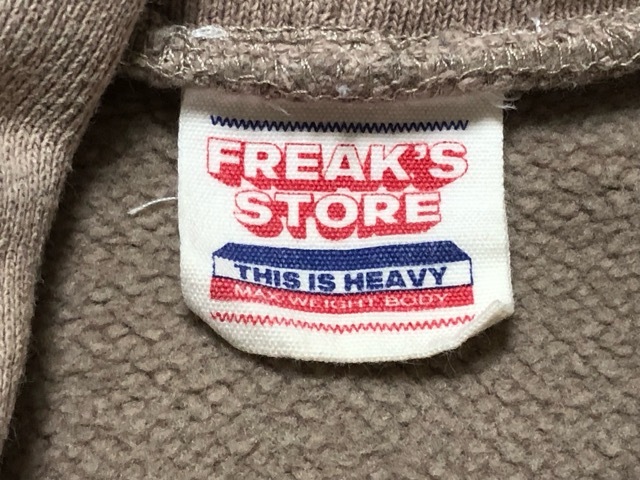 FREAK'S
STORE
THIS IS HEAVY
MAX WEIGHT BODY